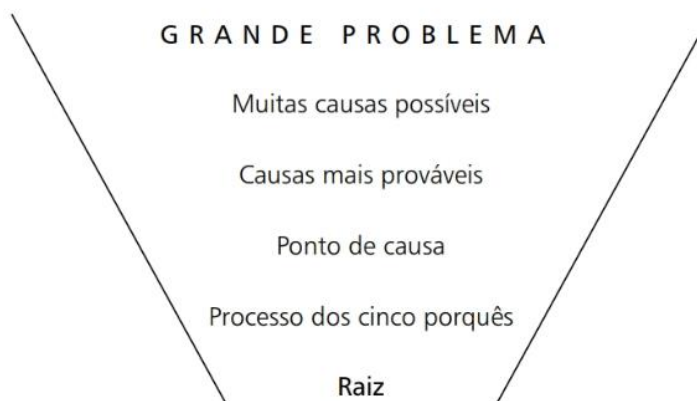 GRANDE PROBLEMA
Muitas causas possíveis
Causas mais prováveis
Ponto de causa
Processo dos cinco porquês
Raiz